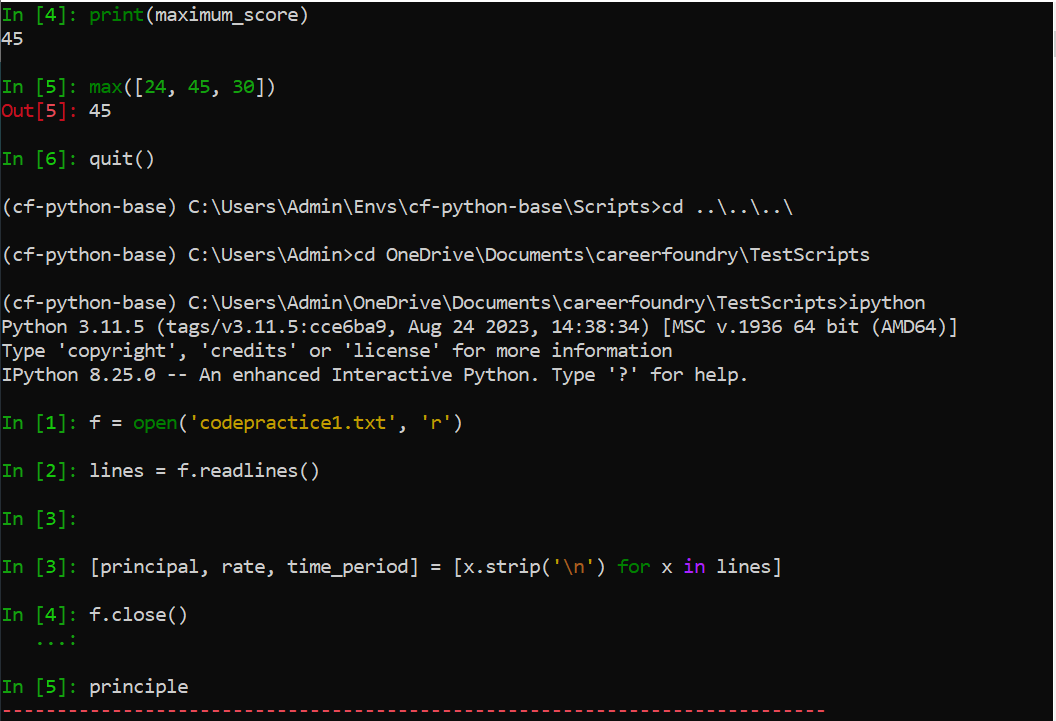 In [4]: print(maximum_score)
45
In [5]: max([24, 45, 30])
Out[5]: 45
In [6]: quit()
(cf-python-base) C:\Users\Admin\Envs\cf-python-base\Scripts>cd ..\..\..\
(cf-python-base) C:\Users\Admin>cd OneDrive\Documents\careerfoundry\TestScripts
(cf-python-base) C:\Users\Admin\OneDrive\Documents\careerfoundry\TestScripts>ipython
Python 3.11.5 (tags/v3.11.5:cce6ba9, Aug 24 2023, 14:38:34) [MSC v.1936 64 bit (AMD64)]
Type 'copyright', 'credits' or 'license' for more information
IPython 8.25.0 -- An enhanced Interactive Python. Type '?' for help.
In [1]: f = open('codepractice1.txt', 'r')
In [2]: lines = f.readlines()
In [3]:
In [3]: [principal, rate, time_period] = [x.strip('\n') for x in lines]
In [4]: f.close()
...:
In [5]: principle
---------------------------------------------------------------------------